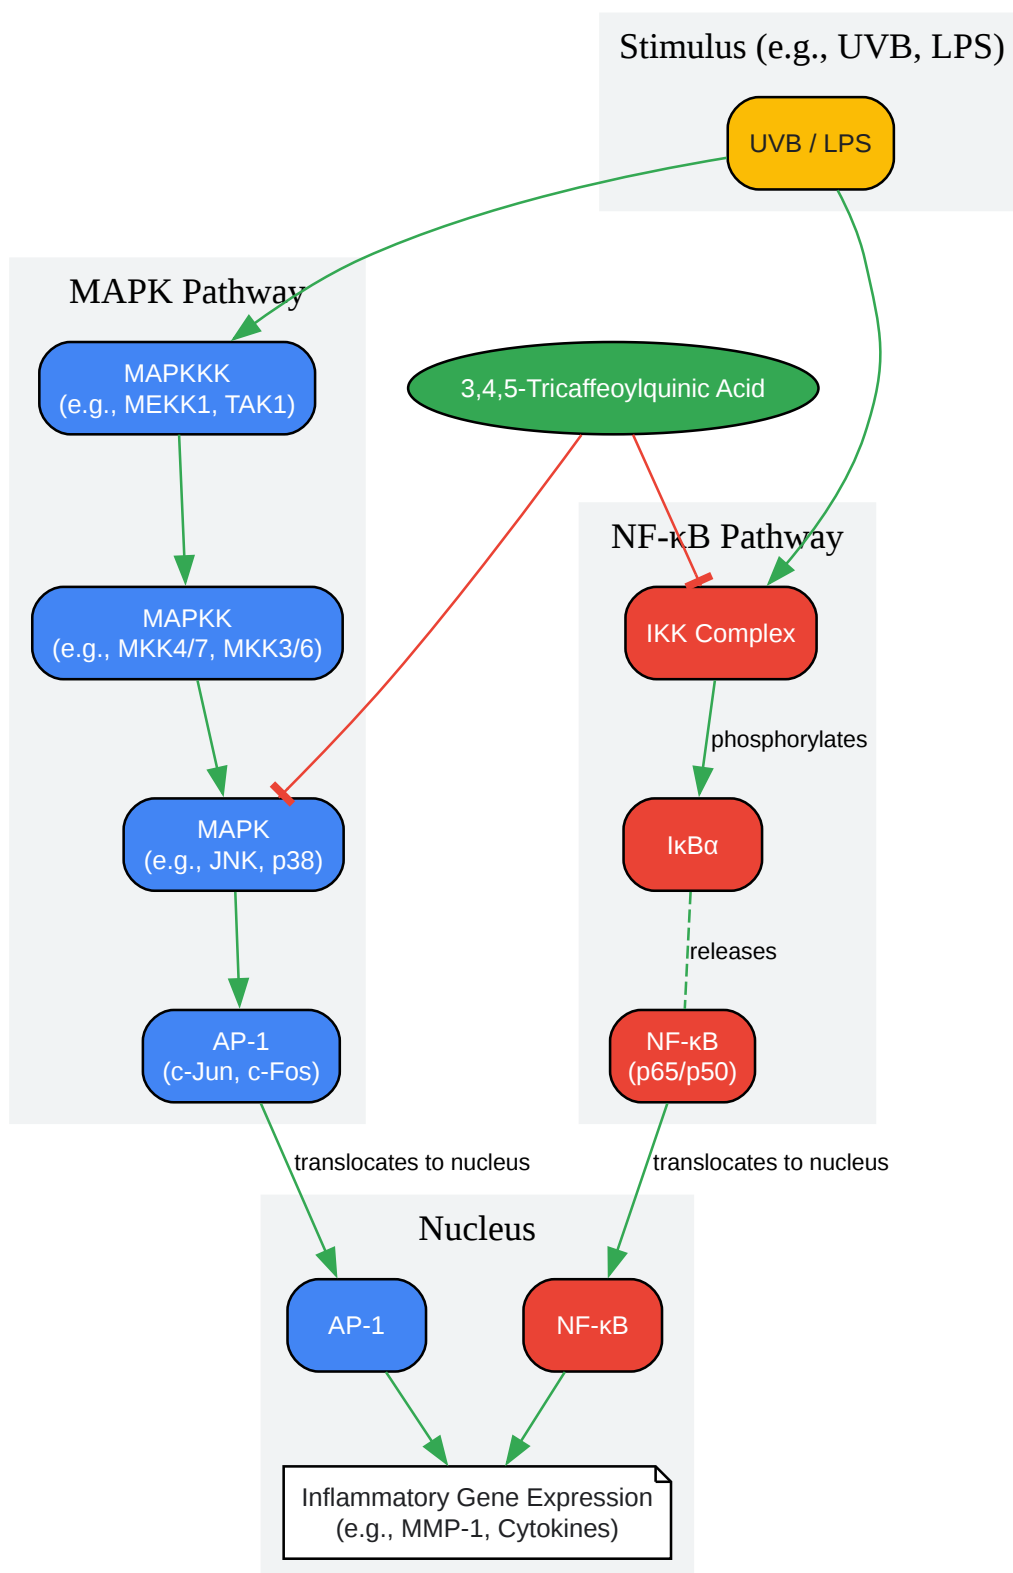 Stimulus (e.g., UVB, LPS)
UVB / LPS
MAPK Pathway
MAPKKK
(e.g., MEKK1, TAK1)
3,4,5-Tricaffeoylquinic Acid
NF-κB Pathway
MAPKK
(e.g., MKK4/7, MKK3/6)
IKK Complex
phosphorylates
MAPK
(e.g., JNK, p38)
IκBα
releases
AP-1
(c-Jun, c-Fos)
NF-κB
(p65/p50)
translocates to nucleus
translocates to nucleus
Nucleus
AP-1
NF-κB
Inflammatory Gene Expression
(e.g., MMP-1, Cytokines)